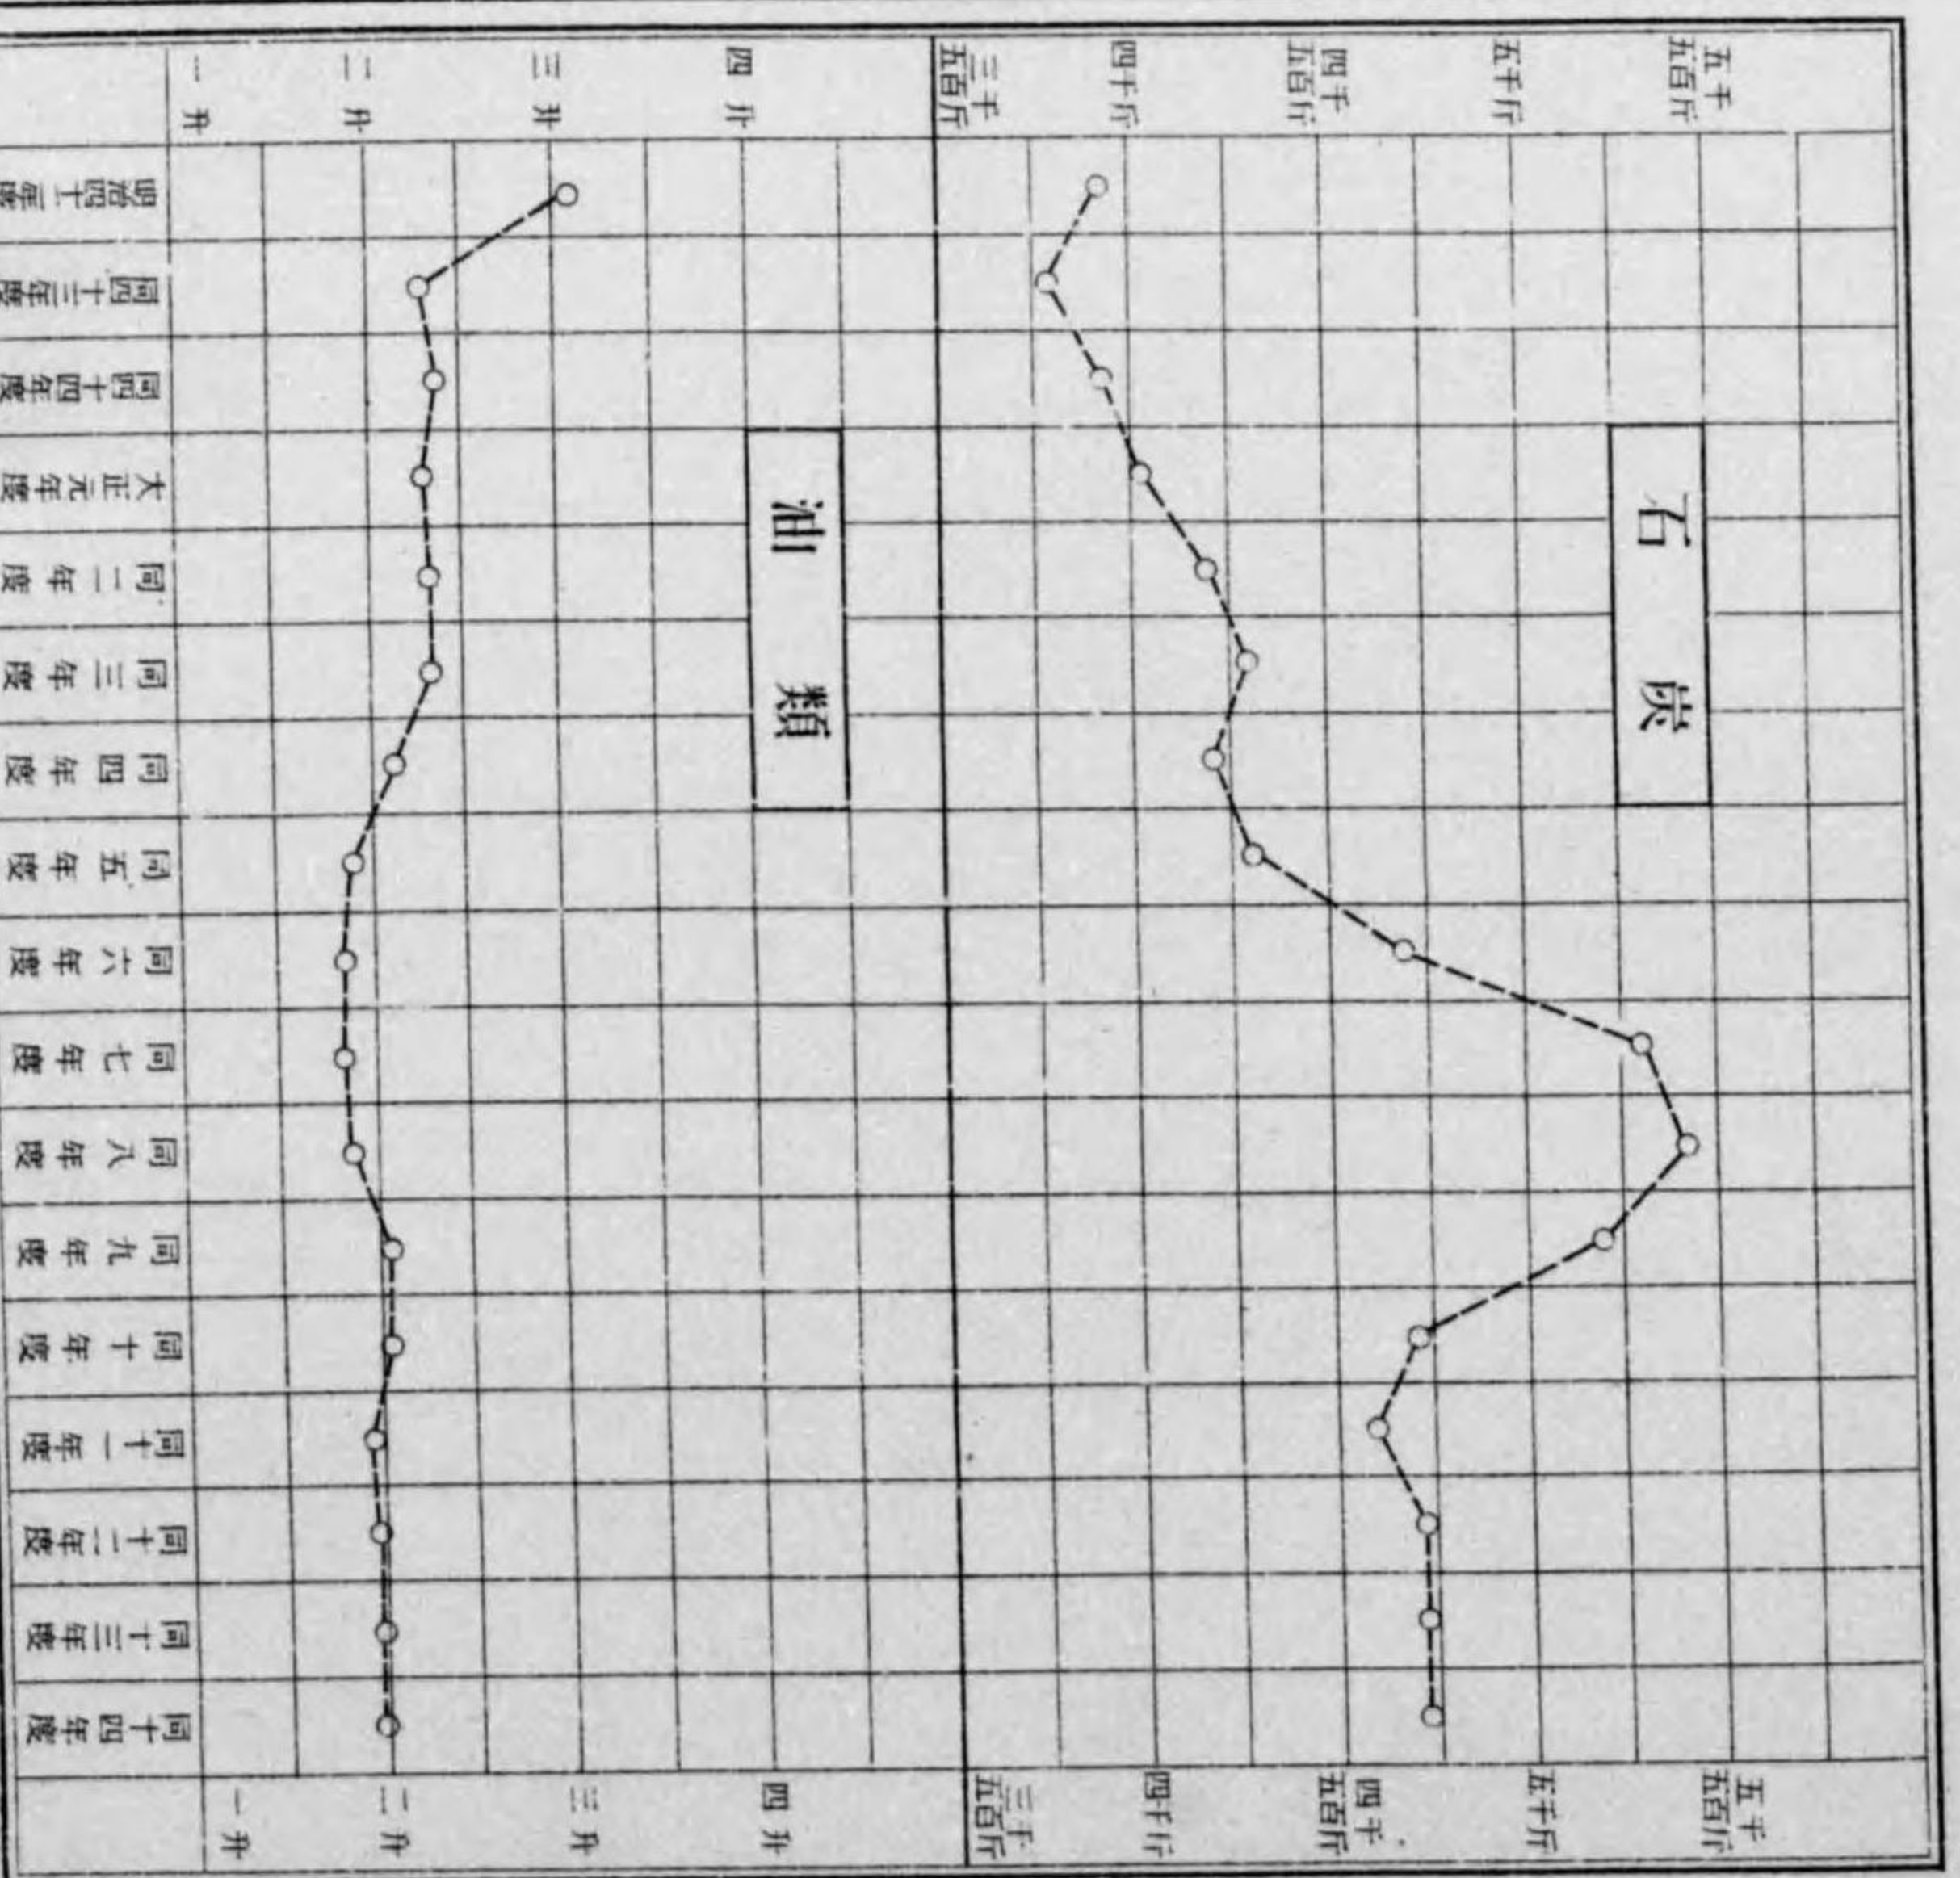 五千五百斤
五千斤
四千五百斤
四千斤
三千五百斤
四升
三升
二升
一升
石炭
油類
明治四十二年度
同四十三年度
同四十四年度
大正元年度
同二年度
同三年度
同四年度
同五年度
同六年度
同七年度
同八年度
同九年度
同十年度
同十一年度
同十二年度
同十三年度
同十四年度
五千五百斤
五千斤
四千五百斤
四千斤
三千五百斤
四升
三升
二升
一升